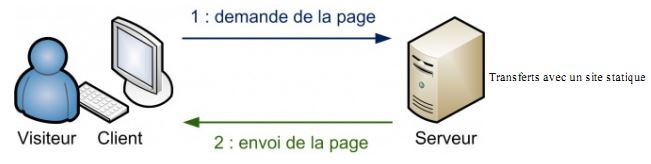 1 : demande de la page
Transferts avec un site statique
Visiteur Client
2 : envoi de la page
Serveur